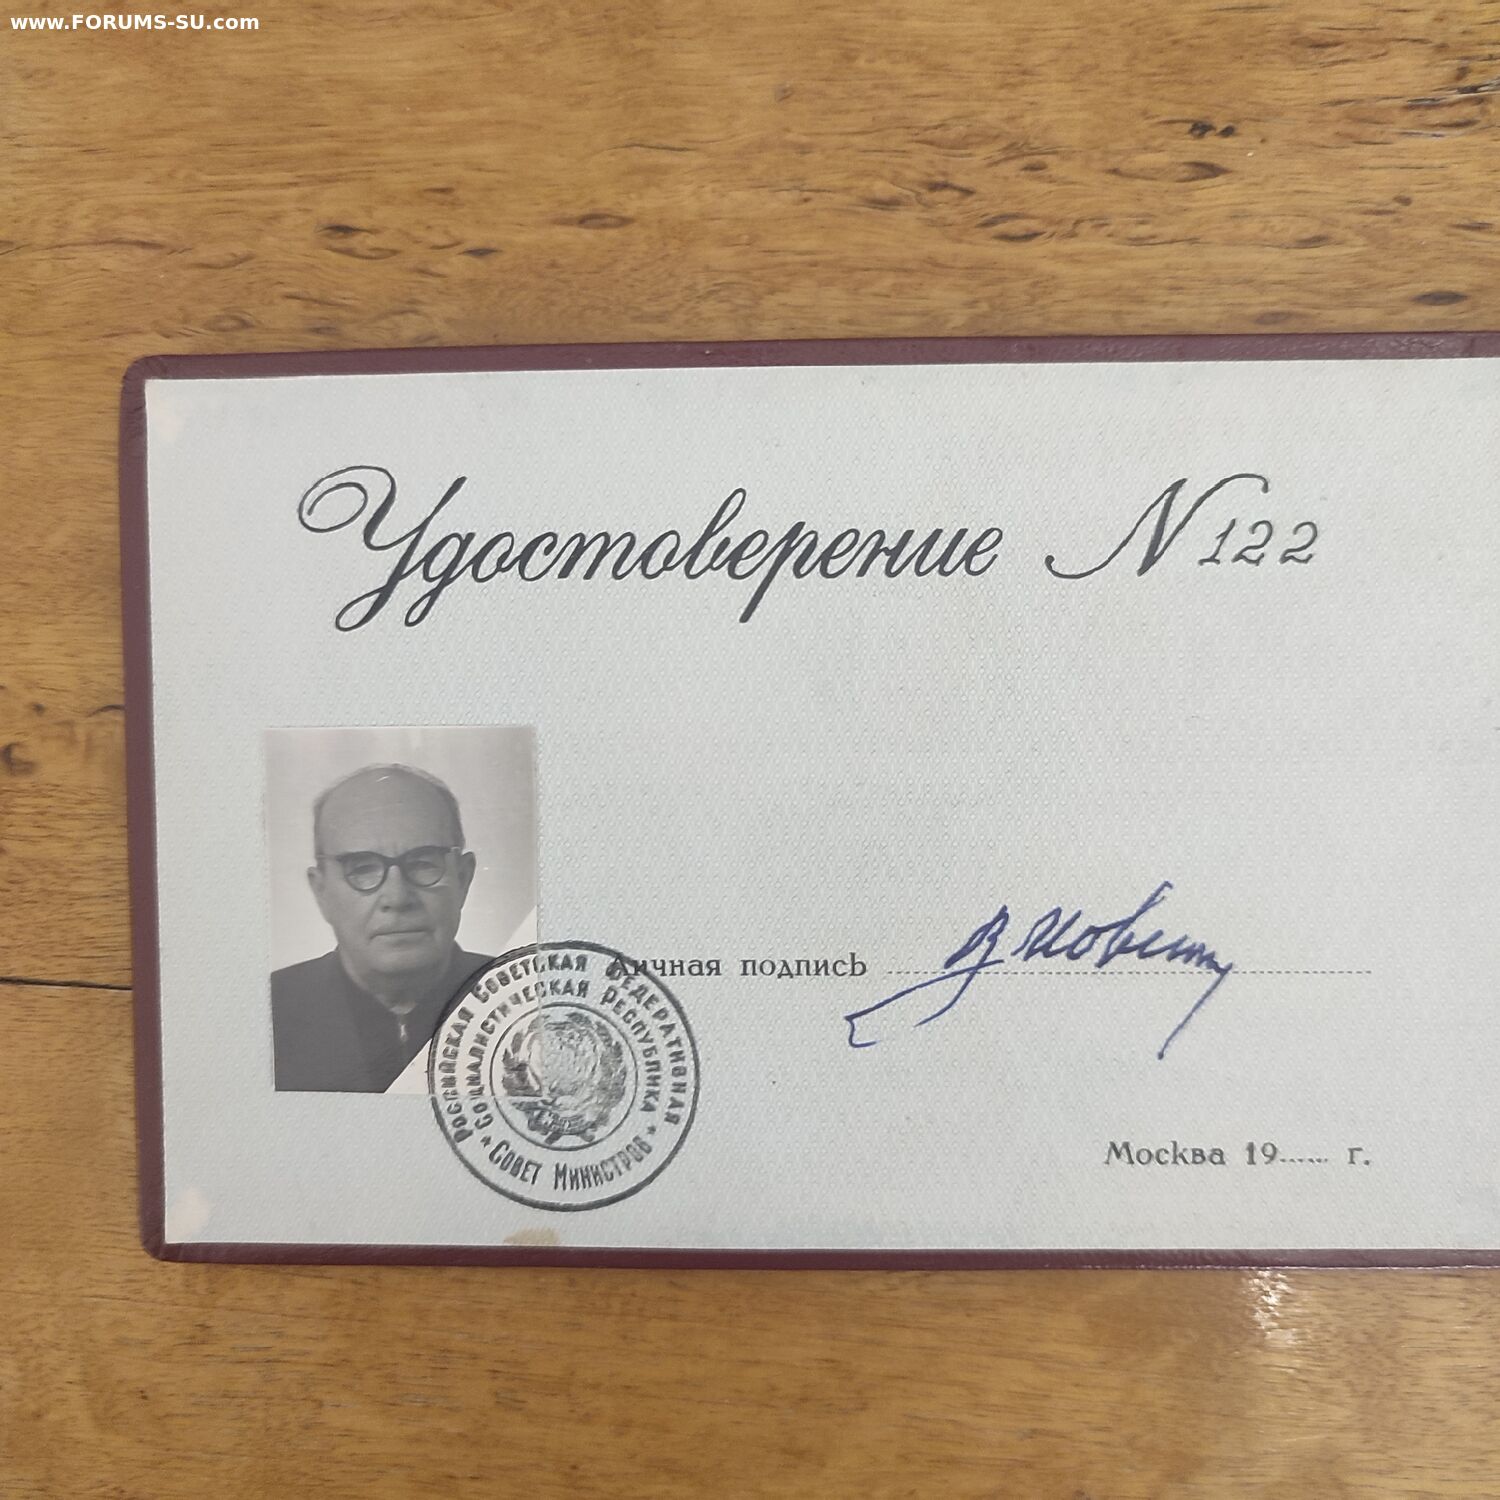 www.FORUMS-SU.com
Удостоверение N 122
Личная подпись
РОССИЙСКАЯ СОВЕТСКАЯ ФЕДЕРАТИВНАЯ
СОЦИАЛИСТИЧЕСКАЯ РЕСПУБЛИКА
* СОВЕТ МИНИСТРОВ *
Москва 19...... г.